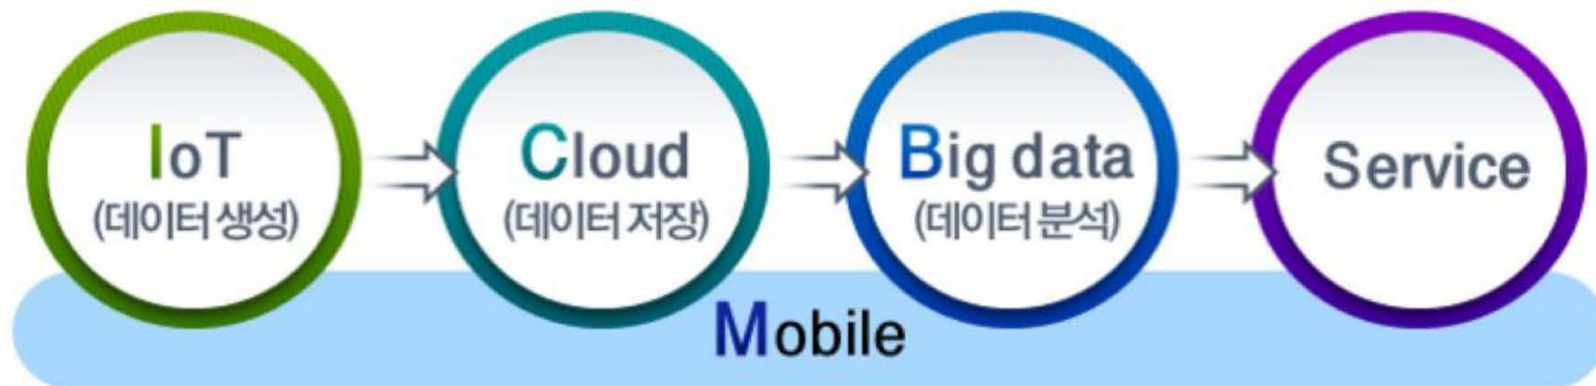 IoT
(데이터 생성)
Cloud
(데이터 저장)
Big data
(데이터 분석)
Service
Mobile